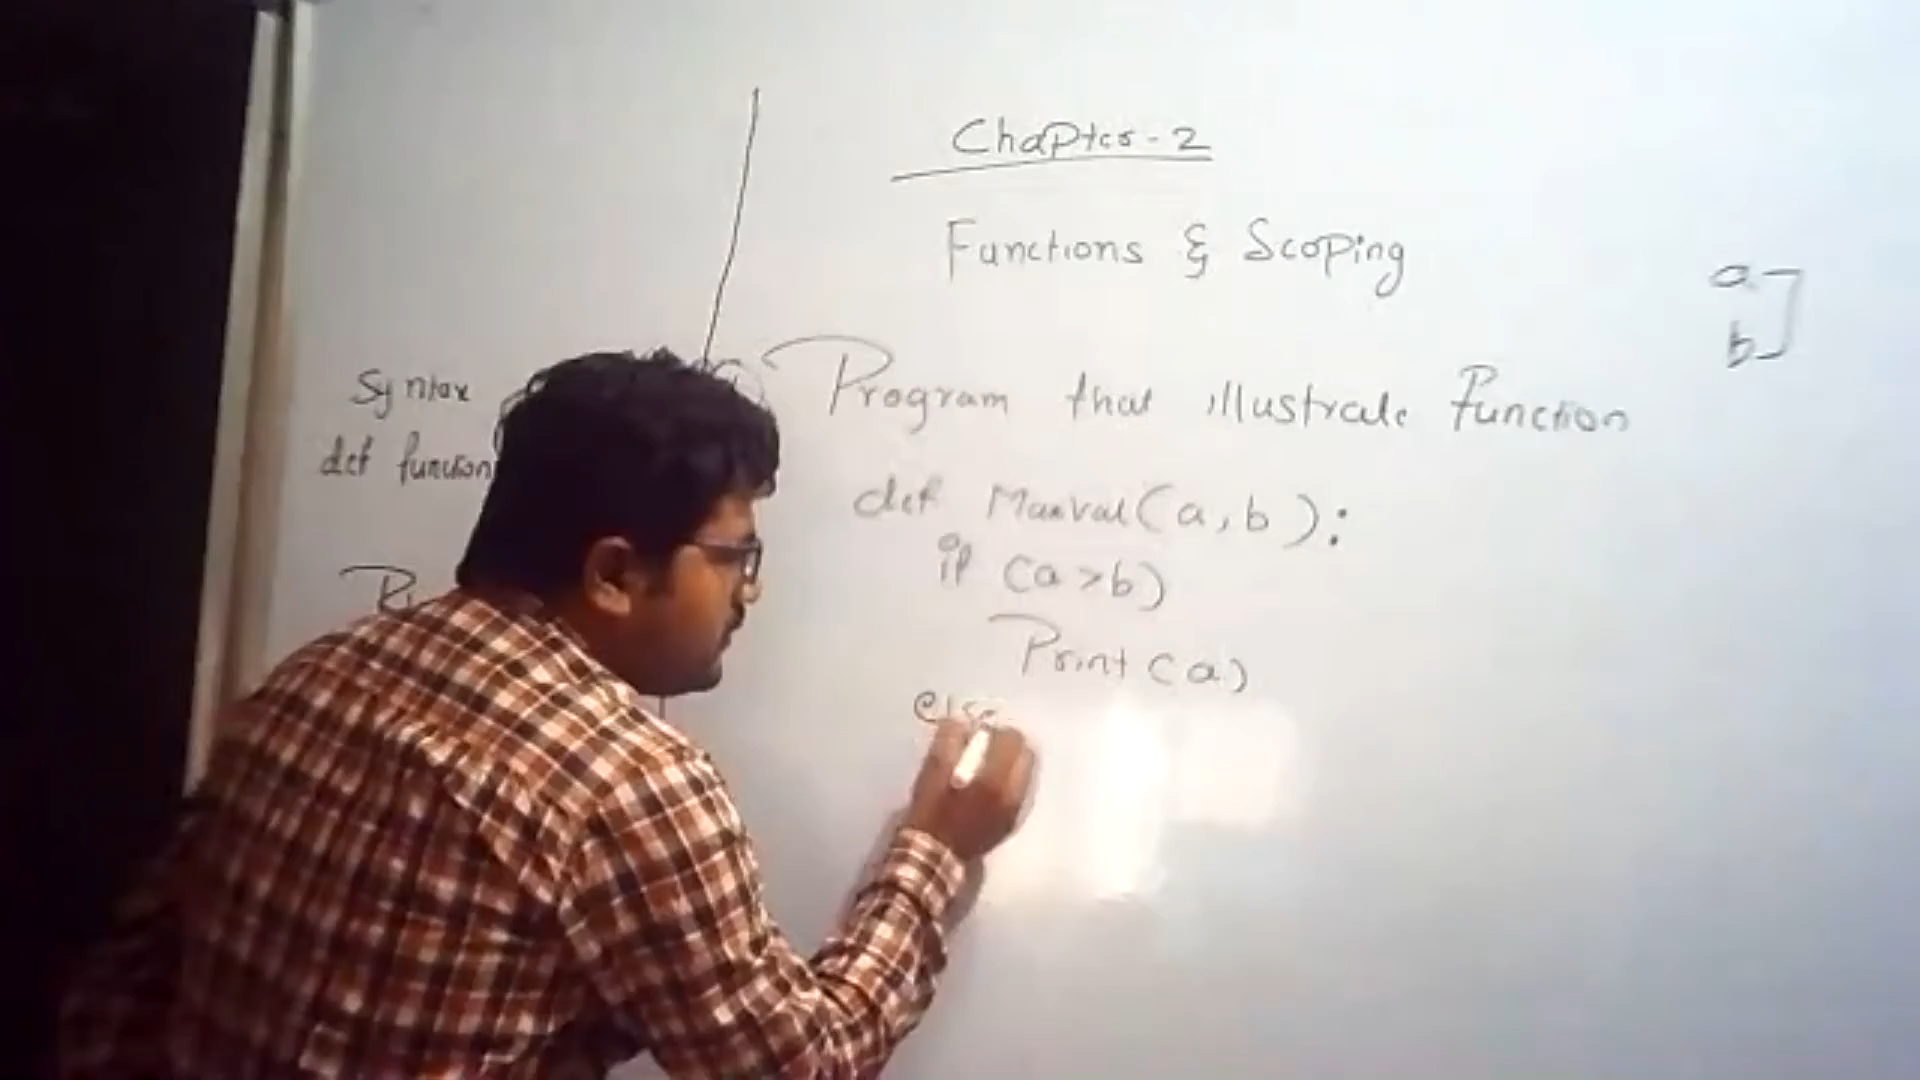 Chapter-2
Functions & Scoping
a
b
Syntax
def function
Program that illustrate Function
def Maxval(a,b):
if (a>b)
Print(a)
else